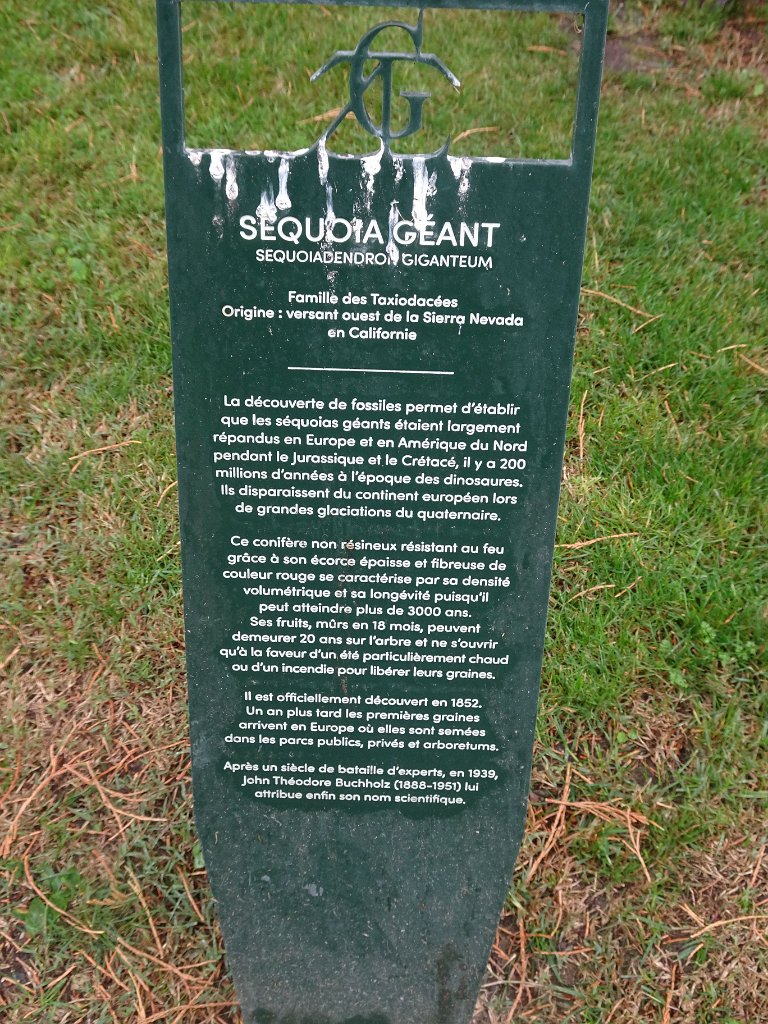 SÉQUOIA GÉANT
SEQUOIADENDRON GIGANTEUM
Famille des Taxiodacées
Origine : versant ouest de la Sierra Nevada
en Californie
La découverte de fossiles permet d'établir
que les séquoias géants étaient largement
répandus en Europe et en Amérique du Nord
pendant le Jurassique et le Crétacé, il y a 200
millions d'années à l'époque des dinosaures.
Ils disparaissent du continent européen lors
de grandes glaciations du quaternaire.
Ce conifère non résineux résistant au feu
grâce à son écorce épaisse et fibreuse de
couleur rouge se caractérise par sa densité
volumétrique et sa longévité puisqu'il
peut atteindre plus de 3000 ans.
Ses fruits, mûrs en 18 mois, peuvent
demeurer 20 ans sur l'arbre et ne s'ouvrir
qu'à la faveur d'un été particulièrement chaud
ou d'un incendie pour libérer leurs graines.
Il est officiellement découvert en 1852.
Un an plus tard les premières graines
arrivent en Europe où elles sont semées
dans les parcs publics, privés et arboretums.
Après un siècle de bataille d'experts, en 1939,
John Théodore Buchholz (1888-1951) lui
attribue enfin son nom scientifique.